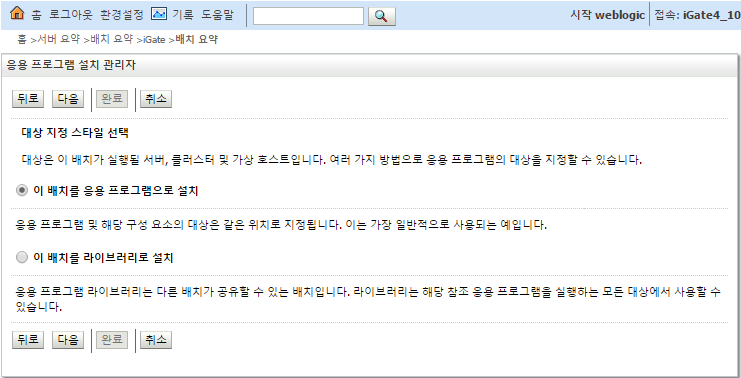 홈 로그아웃 환경설정 기록 도움말 시작 weblogic 접속: iGate4_10
홈 >서버 요약 >배치 요약 >iGate >배치 요약
응용 프로그램 설치 관리자
뒤로 다음 완료 취소
대상 지정 스타일 선택
대상은 이 배치가 실행될 서버, 클러스터 및 가상 호스트입니다. 여러 가지 방법으로 응용 프로그램의 대상을 지정할 수 있습니다.
이 배치를 응용 프로그램으로 설치
응용 프로그램 및 해당 구성 요소의 대상은 같은 위치로 지정됩니다. 이는 가장 일반적으로 사용되는 예입니다.
이 배치를 라이브러리로 설치
응용 프로그램 라이브러리는 다른 배치가 공유할 수 있는 배치입니다. 라이브러리는 해당 참조 응용 프로그램을 실행하는 모든 대상에서 사용할 수
있습니다.
뒤로 다음 완료 취소